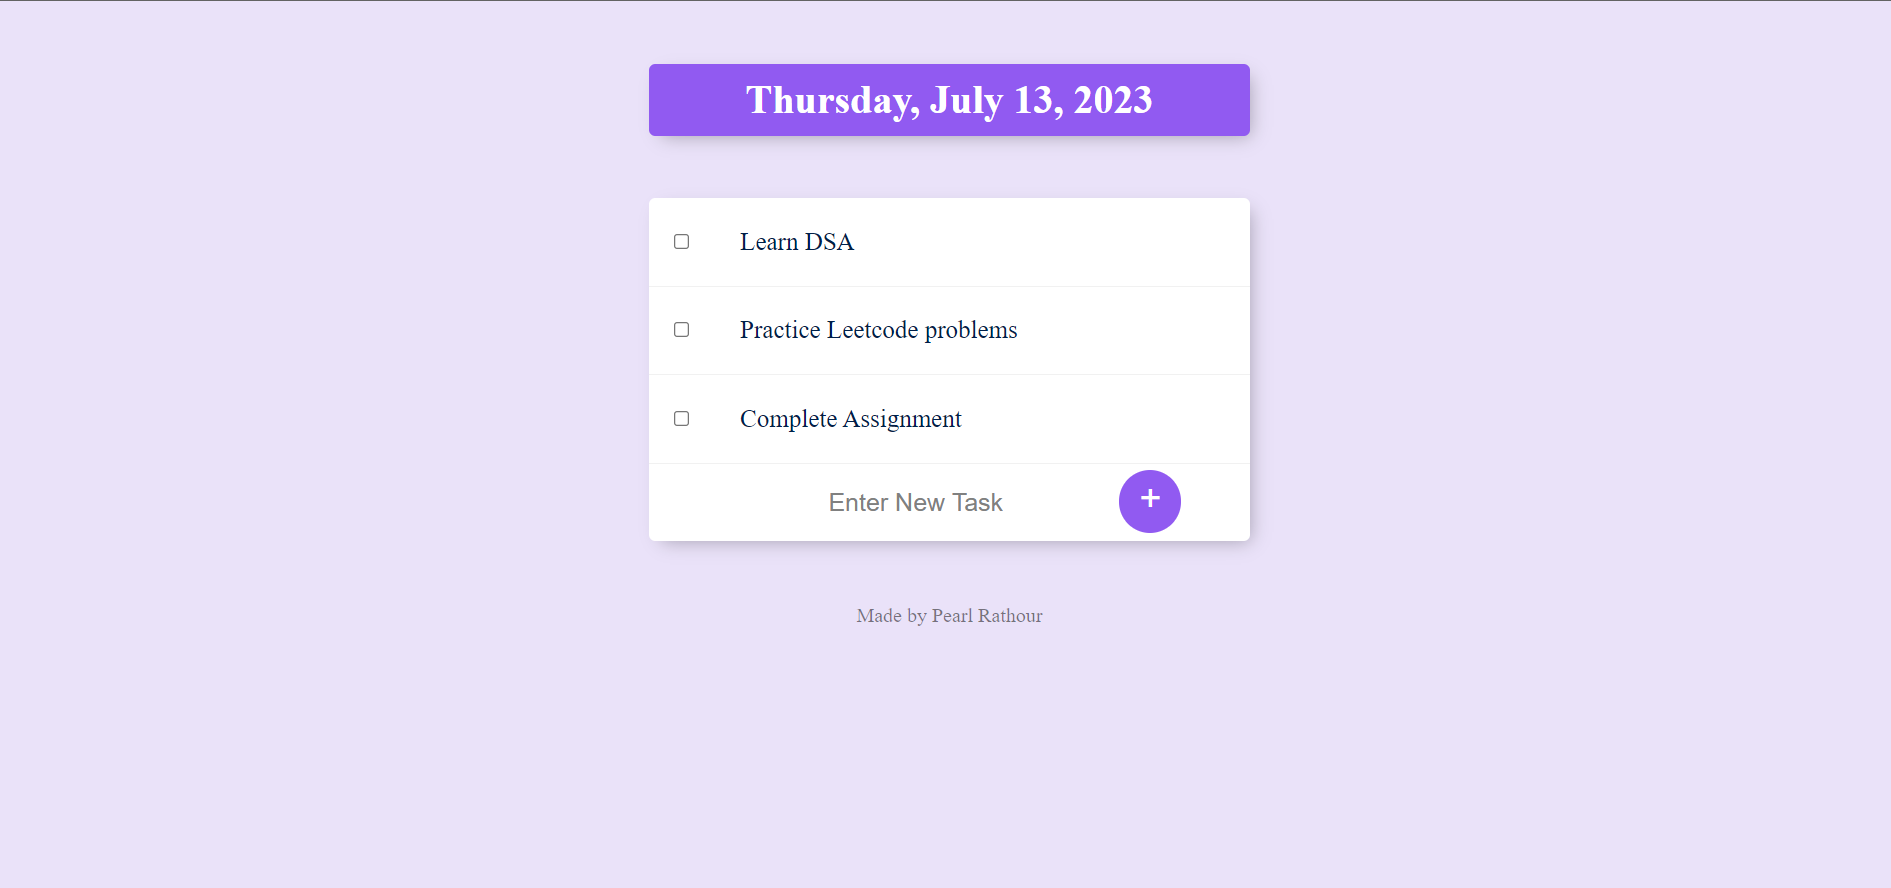 Thursday, July 13, 2023
Learn DSA
Practice Leetcode problems
Complete Assignment
Enter New Task
+
Made by Pearl Rathour